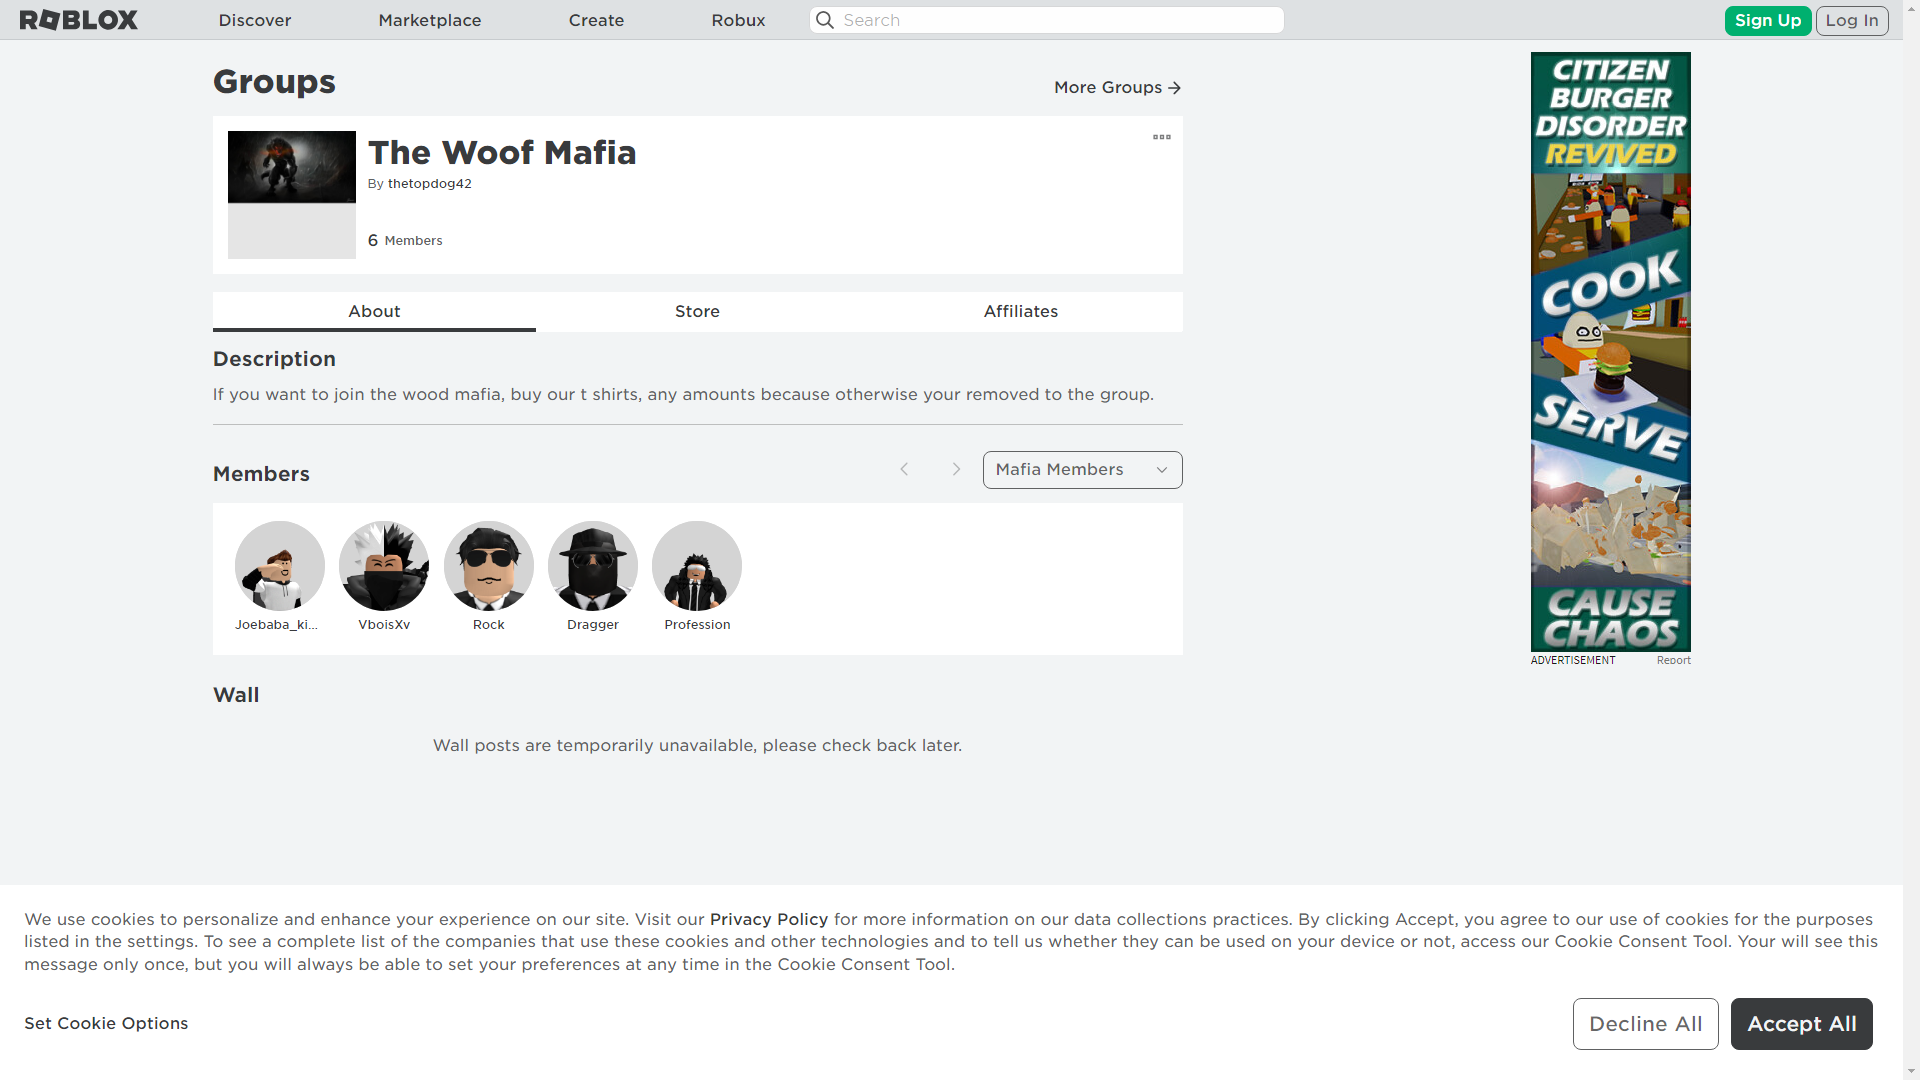 ROBLOX Discover Marketplace Create Robux Search Sign Up Log In
Groups
More Groups
The Woof Mafia
By thetopdog42
6 Members
About Store Affiliates
Description
If you want to join the wood mafia, buy our t shirts, any amounts because otherwise your removed to the group.
Members
Mafia Members
Joebaba_ki... VboisXv Rock Dragger Profession
Wall
Wall posts are temporarily unavailable, please check back later.
CITIZEN
BURGER
DISORDER
REVIVED
COOK
SERVE
CAUSE
CHAOS
ADVERTISEMENT Report
We use cookies to personalize and enhance your experience on our site. Visit our Privacy Policy for more information on our data collections practices. By clicking Accept, you agree to our use of cookies for the purposes
listed in the settings. To see a complete list of the companies that use these cookies and other technologies and to tell us whether they can be used on your device or not, access our Cookie Consent Tool. Your will see this
message only once, but you will always be able to set your preferences at any time in the Cookie Consent Tool.
Set Cookie Options
Decline All
Accept All